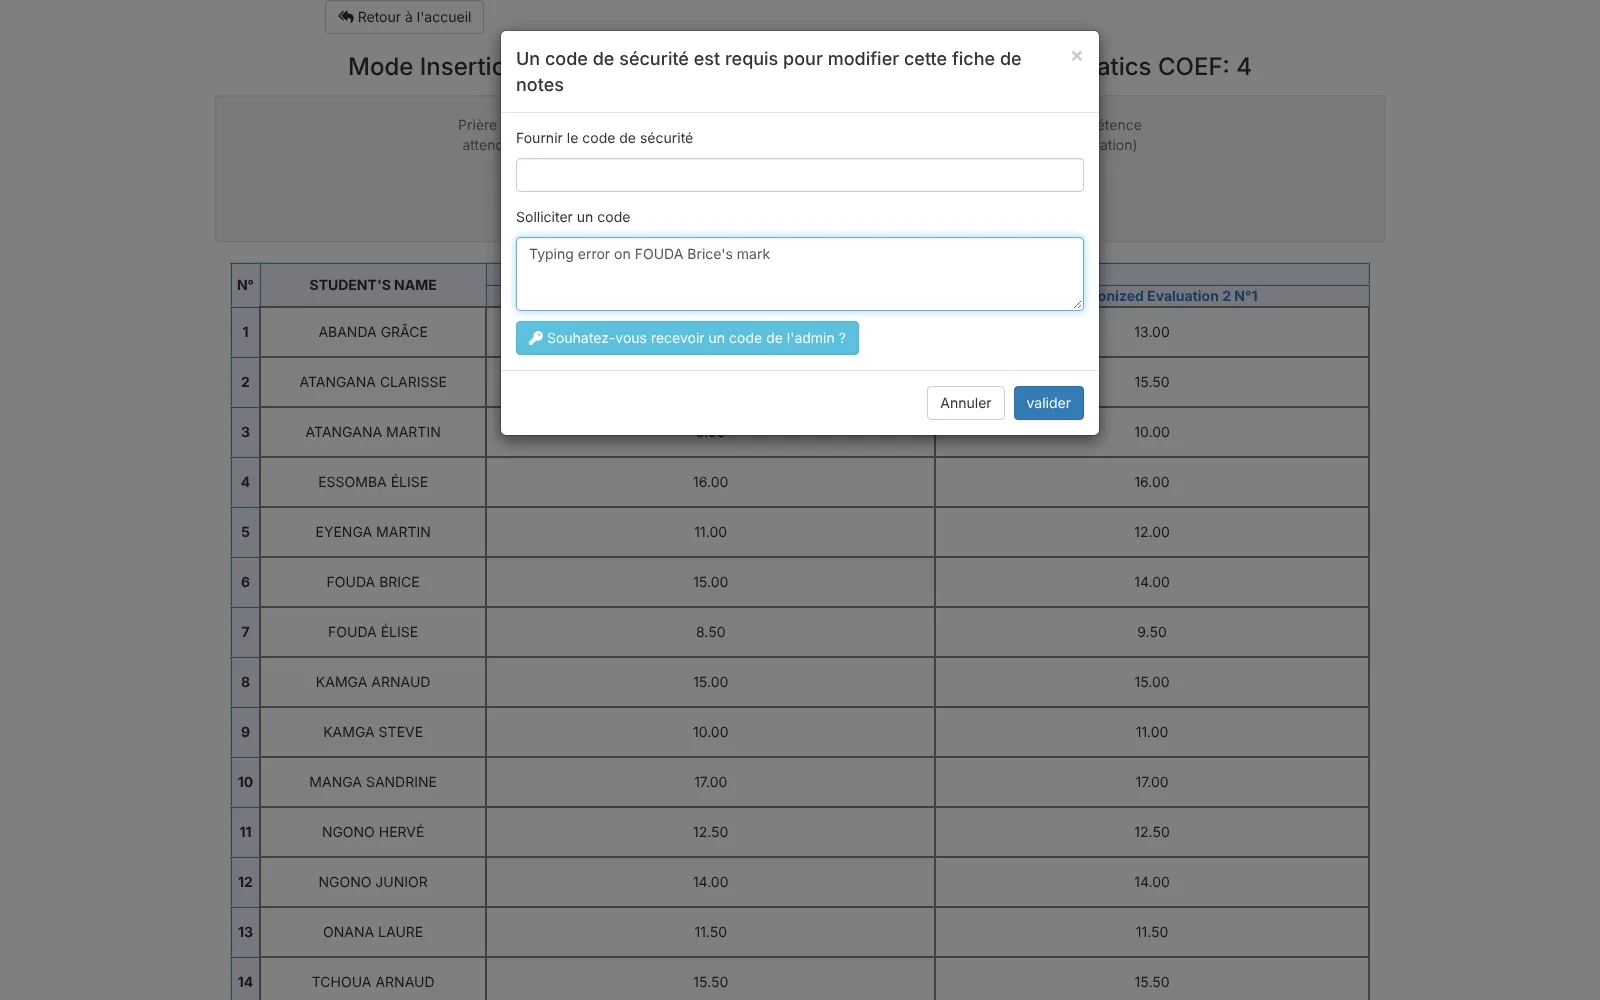 Retour à l'accueil
Mode Insertio
atics COEF: 4
Un code de sécurité est requis pour modifier cette fiche de
notes
×
Prière
étence
attend
ation)
Fournir le code de sécurité
Solliciter un code
Typing error on FOUDA Brice's mark
Souhatez-vous recevoir un code de l'admin ?
Annuler
valider
N° STUDENT'S NAME
onized Evaluation 2 N°1
1 ABANDA GRÂCE 13.00
2 ATANGANA CLARISSE 15.50
3 ATANGANA MARTIN 10.00
4 ESSOMBA ÉLISE 16.00 16.00
5 EYENGA MARTIN 11.00 12.00
6 FOUDA BRICE 15.00 14.00
7 FOUDA ÉLISE 8.50 9.50
8 KAMGA ARNAUD 15.00 15.00
9 KAMGA STEVE 10.00 11.00
10 MANGA SANDRINE 17.00 17.00
11 NGONO HERVÉ 12.50 12.50
12 NGONO JUNIOR 14.00 14.00
13 ONANA LAURE 11.50 11.50
14 TCHOUA ARNAUD 15.50 15.50